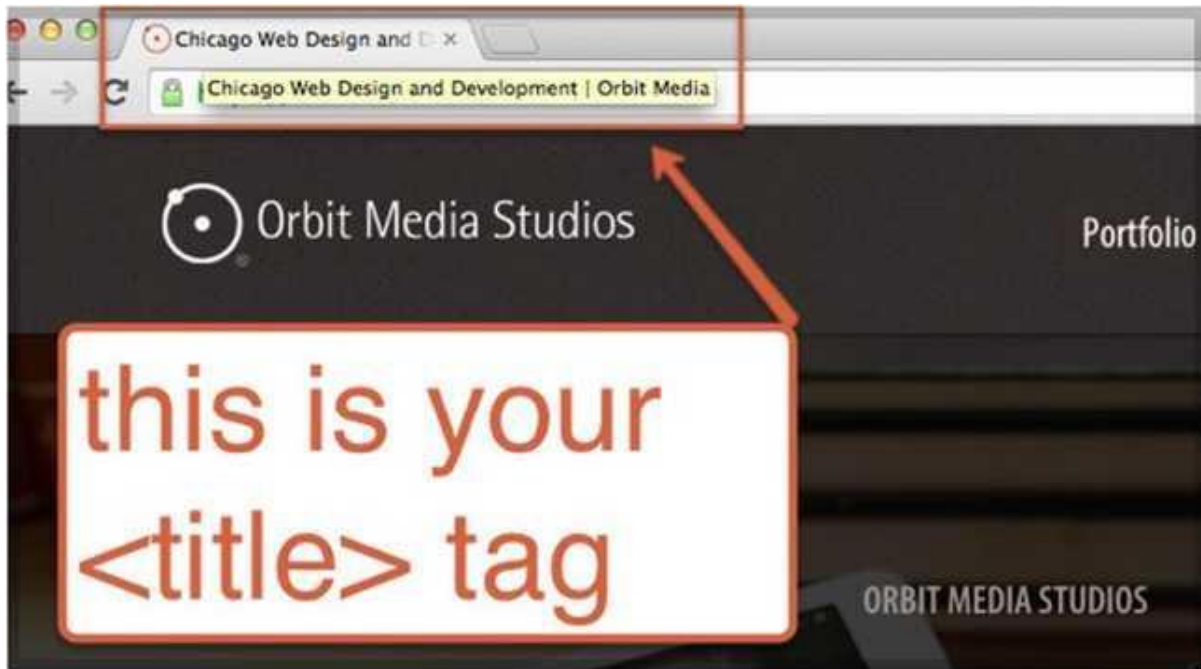 Chicago Web Design and
Chicago Web Design and Development | Orbit Media
Orbit Media Studios
®
Portfolio
this is your
<title> tag
ORBIT MEDIA STUDIOS